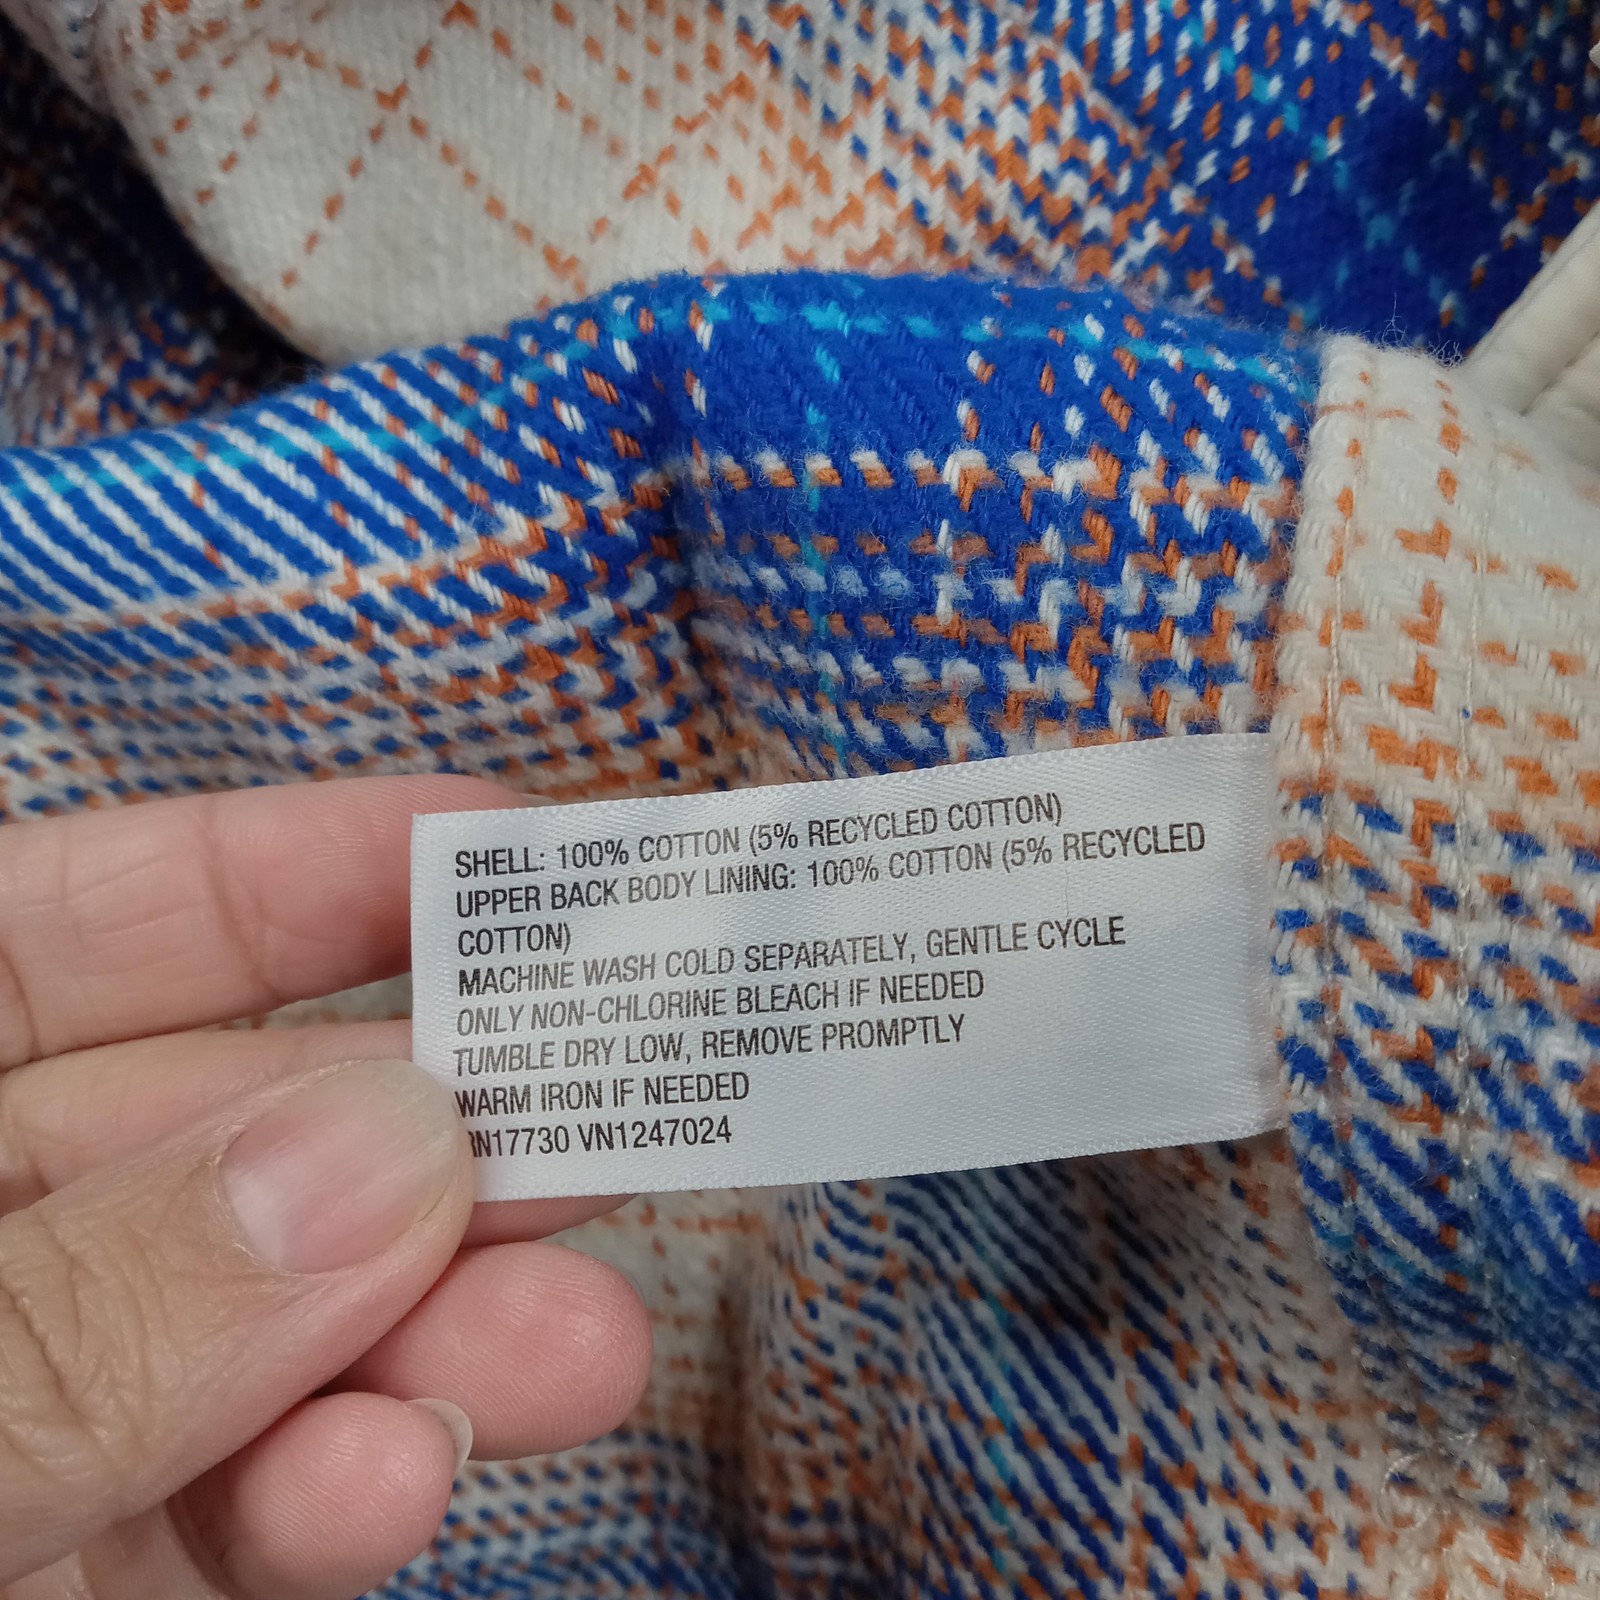 SHELL: 100% COTTON (5% RECYCLED COTTON)
UPPER BACK BODY LINING: 100% COTTON (5% RECYCLED
COTTON)
MACHINE WASH COLD SEPARATELY, GENTLE CYCLE
ONLY NON-CHLORINE BLEACH IF NEEDED
TUMBLE DRY LOW, REMOVE PROMPTLY
WARM IRON IF NEEDED
RN17730 VN1247024